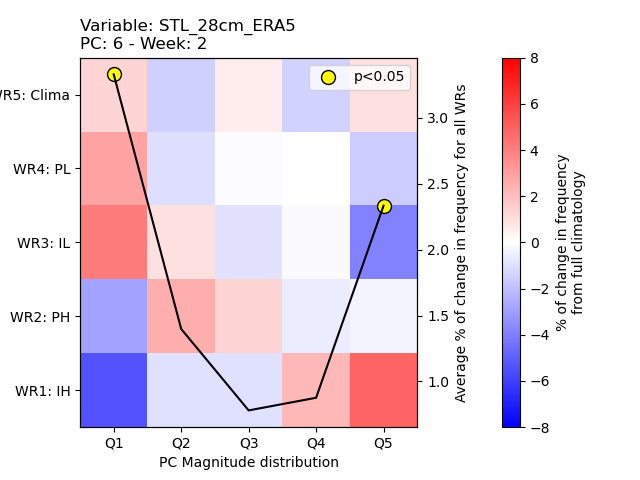 Variable: STL_28cm_ERA5
PC: 6 - Week: 2
p<0.05
R5: Clima
WR4: PL
WR3: IL
WR2: PH
WR1: IH
Q1 Q2 Q3 Q4 Q5
PC Magnitude distribution
3.0
2.5
2.0
1.5
1.0
Average % of change in frequency for all WRs
8
6
4
2
0
−2
−4
−6
−8
% of change in frequency
from full climatology